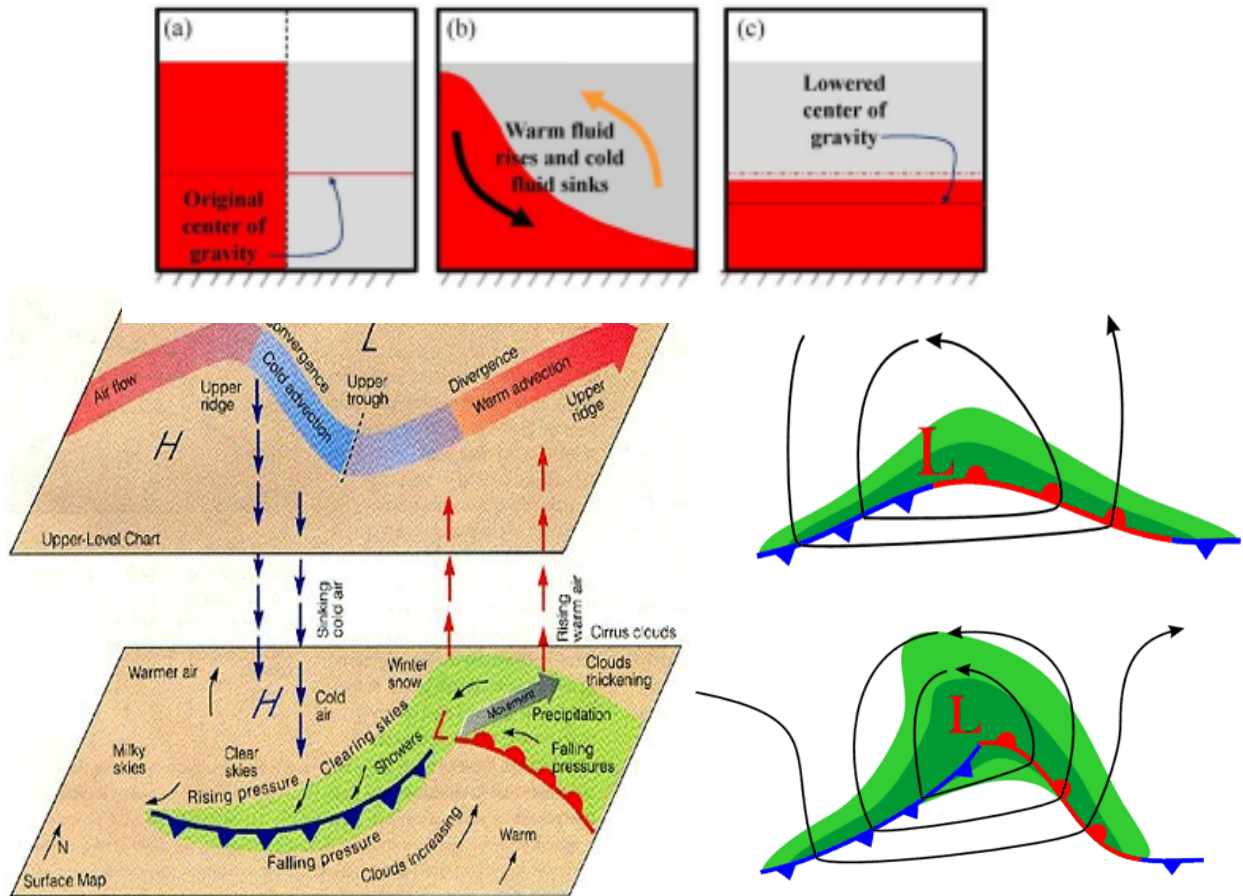 (a)
Original
center of
gravity
(b)
Warm fluid
rises and cold
fluid sinks
(c)
Lowered
center of
gravity
Convergence
Cold advection
L
Air flow
Upper
ridge
Upper
trough
Divergence
Warm advection
Upper
ridge
H
Upper-Level Chart
Sinking
cold air
Rising
warm air
Cirrus clouds
Warmer air
Winter
snow
Clouds
thickening
H
Cold
air
Movement
Precipitation
Clearing skies
L
Milky
skies
Clear
skies
Showers
Falling
pressures
Rising pressure
Falling pressure
Clouds increasing
Warm
N
Surface Map
L
L